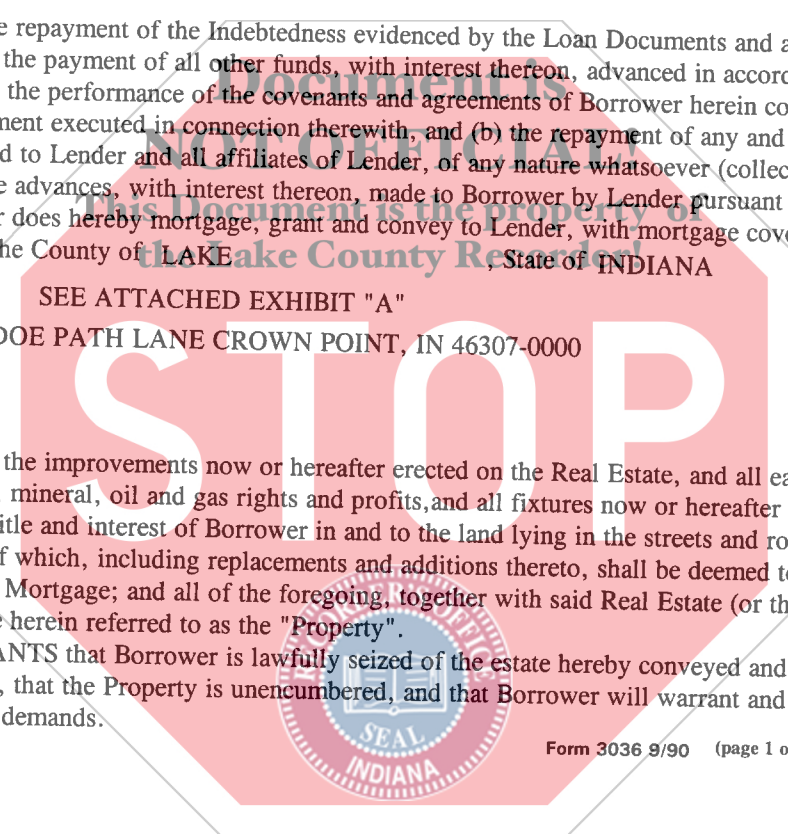 e repayment of the Indebtedness evidenced by the Loan Documents and a
the payment of all other funds, with interest thereon, advanced in accord
the performance of the covenants and agreements of Borrower herein co
ment executed in connection therewith, and (b) the repayment of any and
d to Lender and all affiliates of Lender, of any nature whatsoever (collec
e advances, with interest thereon, made to Borrower by Lender pursuant
r does hereby mortgage, grant and convey to Lender, with mortgage cove
he County of LAKE , State of INDIANA
Document is
NOT OFFICIAL!
This Document is the property of
the Lake County Recorder!
SEE ATTACHED EXHIBIT "A"
DOE PATH LANE CROWN POINT, IN 46307-0000
STOP
the improvements now or hereafter erected on the Real Estate, and all ea
mineral, oil and gas rights and profits,and all fixtures now or hereafter
itle and interest of Borrower in and to the land lying in the streets and ro
f which, including replacements and additions thereto, shall be deemed t
Mortgage; and all of the foregoing, together with said Real Estate (or th
e herein referred to as the "Property".
ANTS that Borrower is lawfully seized of the estate hereby conveyed and
, that the Property is unencumbered, and that Borrower will warrant and
demands.
RECORDER'S OFFICE
SEAL
INDIANA
Form 3036 9/90 (page 1 o